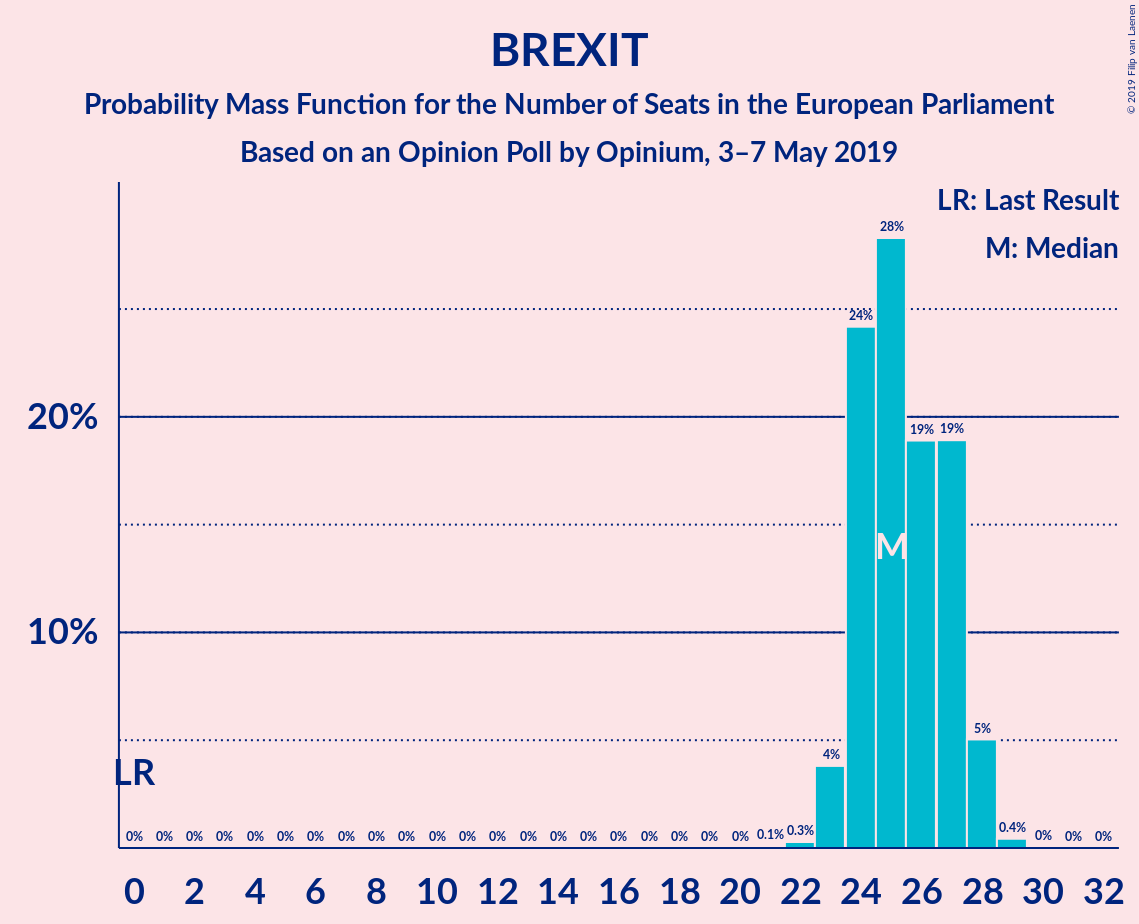 © 2019 Filip van Laenen
BREXIT
Probability Mass Function for the Number of Seats in the European Parliament
Based on an Opinion Poll by Opinium, 3–7 May 2019
LR: Last Result
M: Median
28%
24%
20%
19% 19%
M
10%
5%
4%
LR
0% 0% 0% 0% 0% 0% 0% 0% 0% 0% 0% 0% 0% 0% 0% 0% 0% 0% 0% 0% 0% 0.1% 0.3% 0.4% 0% 0% 0%
0 2 4 6 8 10 12 14 16 18 20 22 24 26 28 30 32